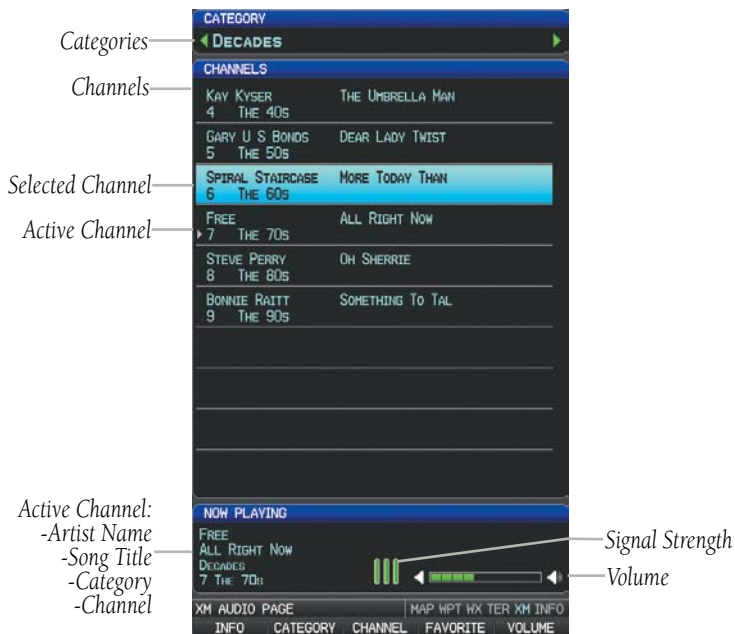 CATEGORY
Categories
DECADES
CHANNELS
Channels
KAY KYSER THE UMBRELLA MAN
4 THE 40S
GARY U S BONDS DEAR LADY TWIST
5 THE 50S
Selected Channel
SPIRAL STAIRCASE MORE TODAY THAN
6 THE 60S
Active Channel
FREE ALL RIGHT NOW
7 THE 70S
STEVE PERRY OH SHERRIE
8 THE 80S
BONNIE RAITT SOMETHING TO TAL
9 THE 90S
Active Channel:
-Artist Name
-Song Title
-Category
-Channel
NOW PLAYING
FREE
ALL RIGHT NOW
DECADES
7 THE 70S
Signal Strength
Volume
XM AUDIO PAGE MAP WPT WX TER XM INFO
INFO CATEGORY CHANNEL FAVORITE VOLUME